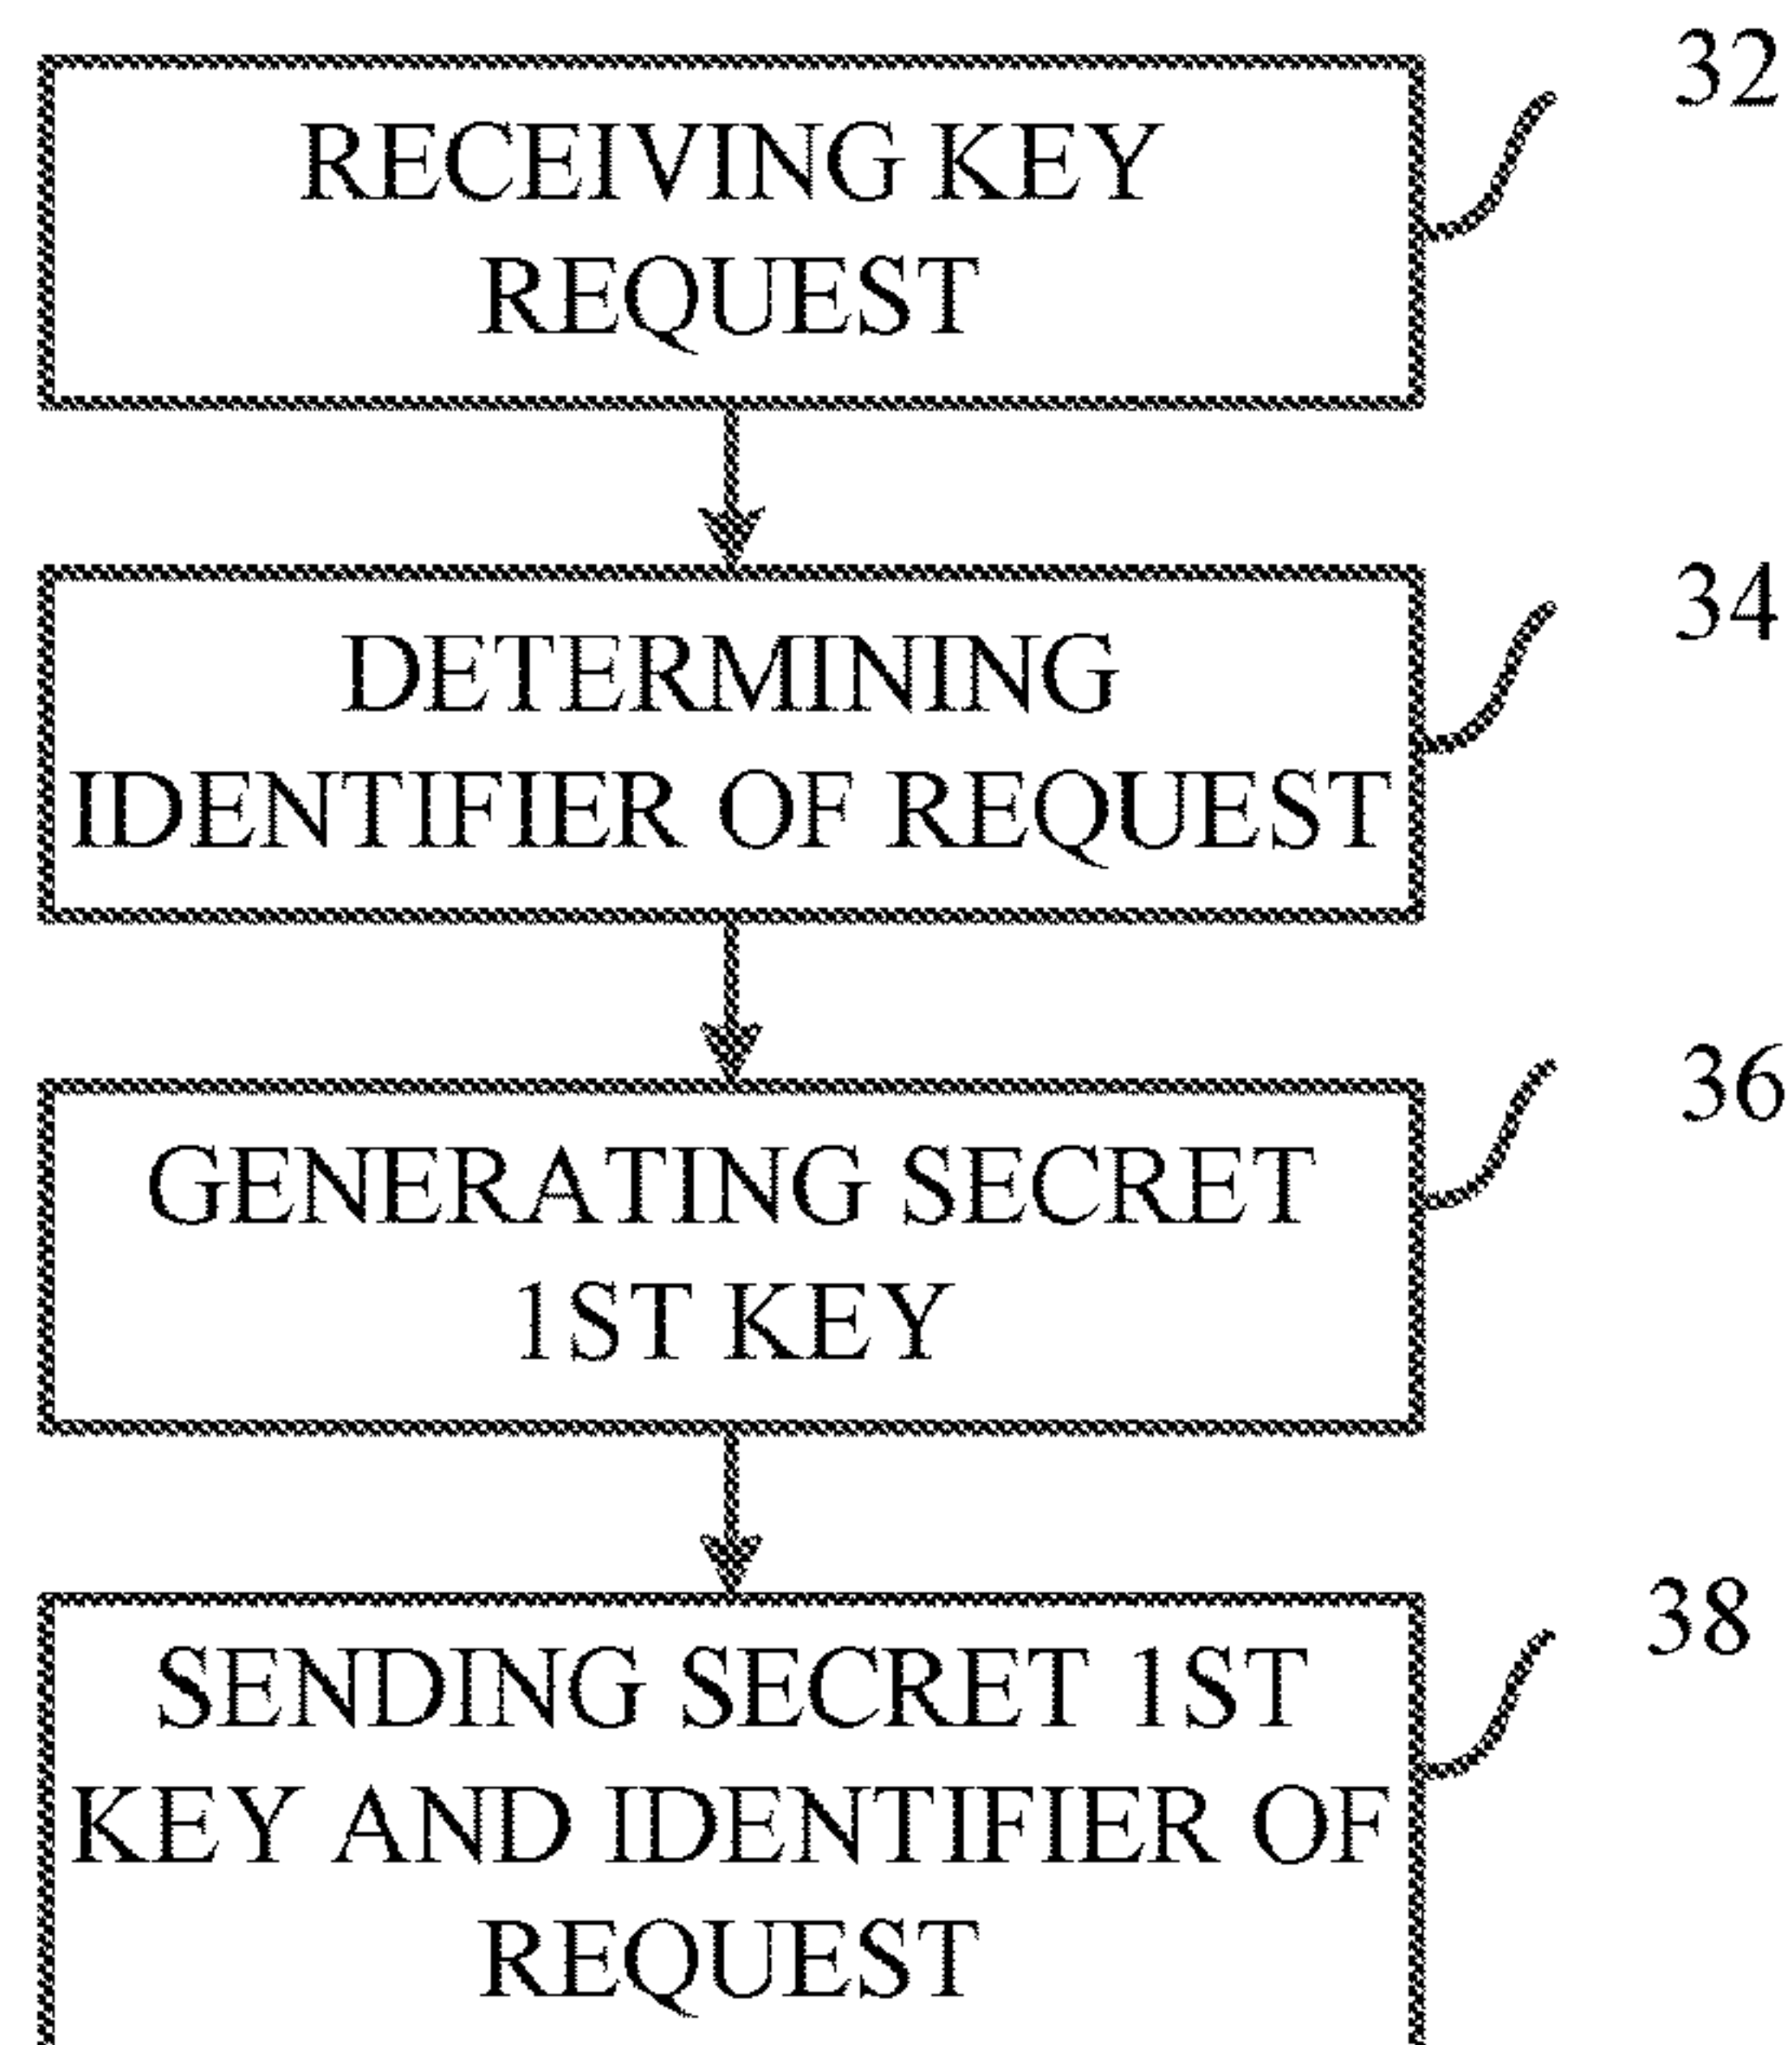 32
RECEIVING KEY
REQUEST
34
DETERMINING
IDENTIFIER OF REQUEST
36
GENERATING SECRET
1ST KEY
38
SENDING SECRET 1ST
KEY AND IDENTIFIER OF
REQUEST